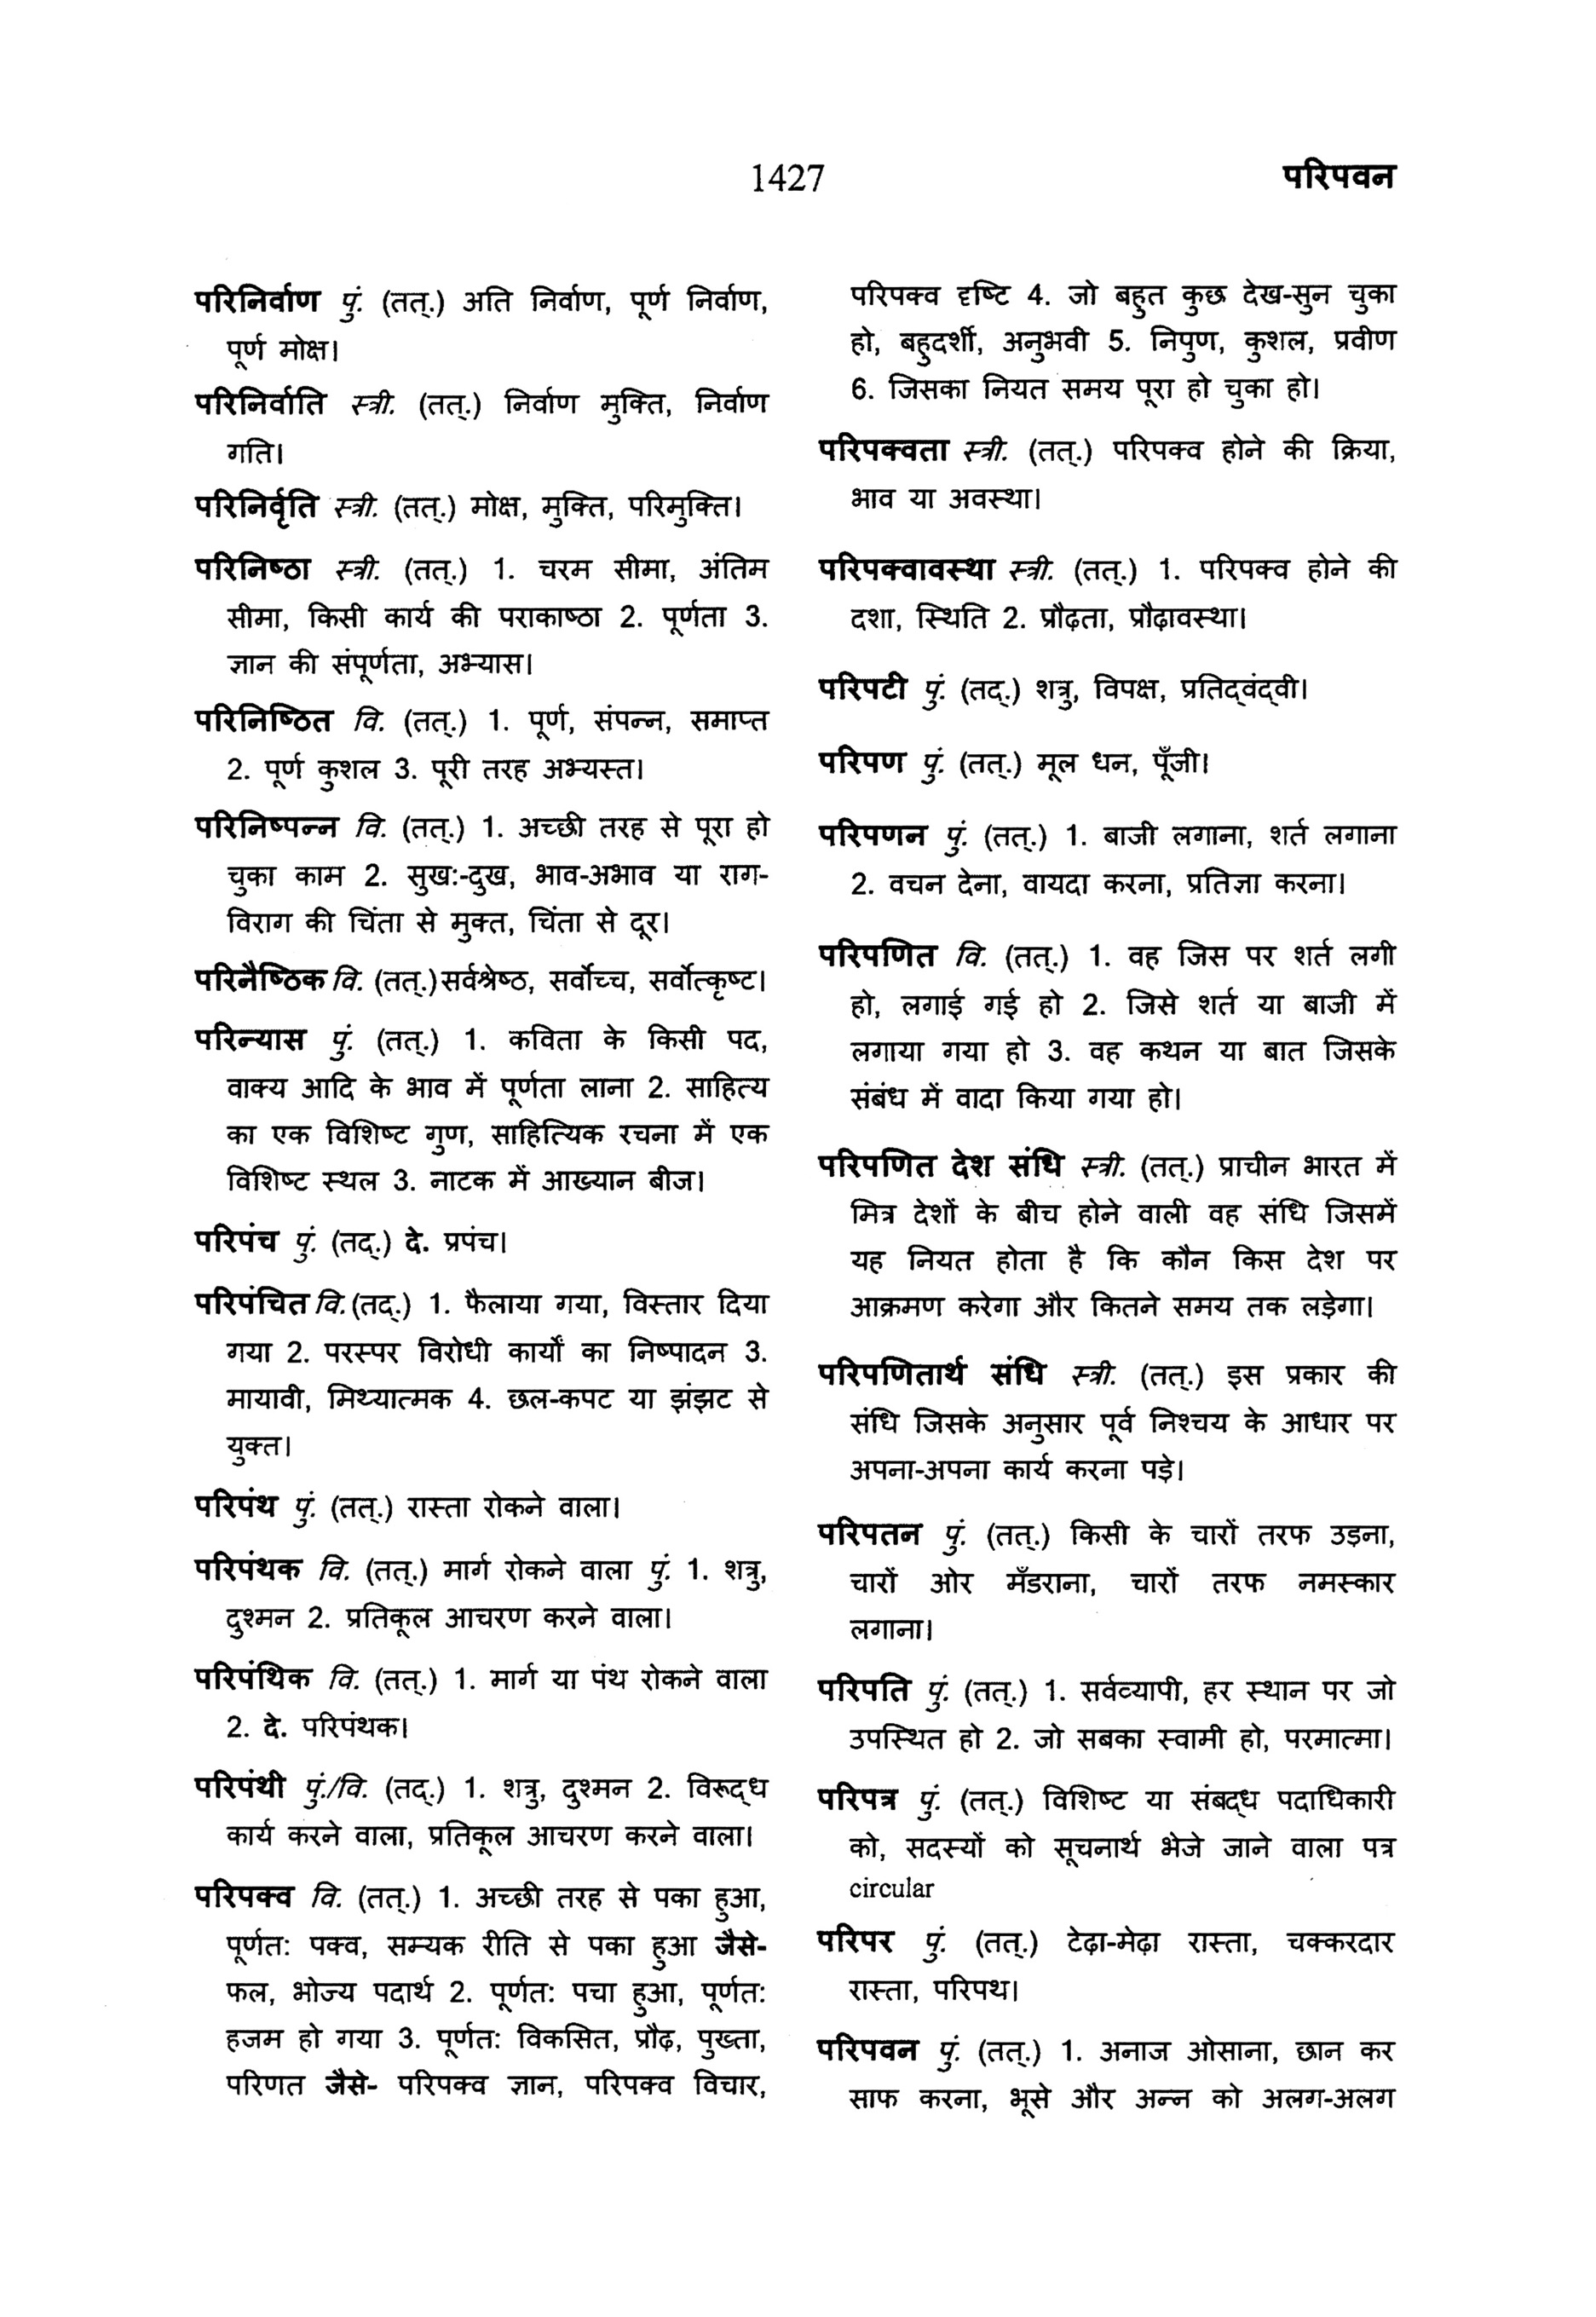 1427
परिपवन
परिनिर्वाण पुं. (तत्.) अति निर्वाण, पूर्ण निर्वाण,
पूर्ण मोक्ष।
परिनिर्वाति स्त्री. (तत्.) निर्वाण मुक्ति, निर्वाण
गति।
परिनिर्वृति स्त्री. (तत्.) मोक्ष, मुक्ति, परिमुक्ति।
परिनिष्ठा स्त्री. (तत्.) 1. चरम सीमा, अंतिम
सीमा, किसी कार्य की पराकाष्ठा 2. पूर्णता 3.
ज्ञान की संपूर्णता, अभ्यास।
परिनिष्ठित वि. (तत्.) 1. पूर्ण, संपन्न, समाप्त
2. पूर्ण कुशल 3. पूरी तरह अभ्यस्त।
परिनिष्पन्न वि. (तत्.) 1. अच्छी तरह से पूरा हो
चुका काम 2. सुख:-दुख, भाव-अभाव या राग-
विराग की चिंता से मुक्त, चिंता से दूर।
परिनैष्ठिक वि. (तत्.) सर्वश्रेष्ठ, सर्वोच्च, सर्वोत्कृष्ट।
परिन्यास पुं. (तत्.) 1. कविता के किसी पद,
वाक्य आदि के भाव में पूर्णता लाना 2. साहित्य
का एक विशिष्ट गुण, साहित्यिक रचना में एक
विशिष्ट स्थल 3. नाटक में आख्यान बीज।
परिपंच पुं. (तद्.) दे. प्रपंच।
परिपंचित वि. (तद्.) 1. फैलाया गया, विस्तार दिया
गया 2. परस्पर विरोधी कार्यों का निष्पादन 3.
मायावी, मिथ्यात्मक 4. छल-कपट या झंझट से
युक्त।
परिपंथ पुं. (तत्.) रास्ता रोकने वाला।
परिपंथक वि. (तत्.) मार्ग रोकने वाला पुं. 1. शत्रु,
दुश्मन 2. प्रतिकूल आचरण करने वाला।
परिपंथिक वि. (तत्.) 1. मार्ग या पंथ रोकने वाला
2. दे. परिपंथक।
परिपंथी पुं./वि. (तद्.) 1. शत्रु, दुश्मन 2. विरूद्ध
कार्य करने वाला, प्रतिकूल आचरण करने वाला।
परिपक्व वि. (तत्.) 1. अच्छी तरह से पका हुआ,
पूर्णत: पक्व, सम्यक रीति से पका हुआ जैसे-
फल, भोज्य पदार्थ 2. पूर्णत: पचा हुआ, पूर्णत:
हजम हो गया 3. पूर्णत: विकसित, प्रौढ़, पुख्ता,
परिणत जैसे- परिपक्व ज्ञान, परिपक्व विचार,
परिपक्व दृष्टि 4. जो बहुत कुछ देख-सुन चुका
हो, बहुदर्शी, अनुभवी 5. निपुण, कुशल, प्रवीण
6. जिसका नियत समय पूरा हो चुका हो।
परिपक्वता स्त्री. (तत्.) परिपक्व होने की क्रिया,
भाव या अवस्था।
परिपक्वावस्था स्त्री. (तत्.) 1. परिपक्व होने की
दशा, स्थिति 2. प्रौढ़ता, प्रौढ़ावस्था।
परिपटी पुं. (तद्.) शत्रु, विपक्ष, प्रतिद्वंद्वी।
परिपण पुं. (तत्.) मूल धन, पूँजी।
परिपणन पुं. (तत्.) 1. बाजी लगाना, शर्त लगाना
2. वचन देना, वायदा करना, प्रतिज्ञा करना।
परिपणित वि. (तत्.) 1. वह जिस पर शर्त लगी
हो, लगाई गई हो 2. जिसे शर्त या बाजी में
लगाया गया हो 3. वह कथन या बात जिसके
संबंध में वादा किया गया हो।
परिपणित देश संधि स्त्री. (तत्.) प्राचीन भारत में
मित्र देशों के बीच होने वाली वह संधि जिसमें
यह नियत होता है कि कौन किस देश पर
आक्रमण करेगा और कितने समय तक लड़ेगा।
परिपणितार्थ संधि स्त्री. (तत्.) इस प्रकार की
संधि जिसके अनुसार पूर्व निश्चय के आधार पर
अपना-अपना कार्य करना पड़े।
परिपतन पुं. (तत्.) किसी के चारों तरफ उड़ना,
चारों ओर मँडराना, चारों तरफ नमस्कार
लगाना।
परिपति पुं. (तत्.) 1. सर्वव्यापी, हर स्थान पर जो
उपस्थित हो 2. जो सबका स्वामी हो, परमात्मा।
परिपत्र पुं. (तत्.) विशिष्ट या संबद्ध पदाधिकारी
को, सदस्यों को सूचनार्थ भेजे जाने वाला पत्र
circular
परिपर पुं. (तत्.) टेढ़ा-मेढ़ा रास्ता, चक्करदार
रास्ता, परिपथ।
परिपवन पुं. (तत्.) 1. अनाज ओसाना, छान कर
साफ करना, भूसे और अन्न को अलग-अलग